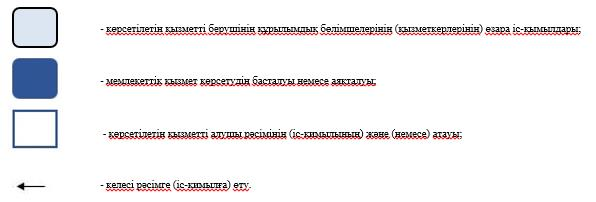 - көрсетілетін қызметті берушінің құрылымдық бөлімшелерінің (қызметкерлерінің) өзара іс-қимылдары;
- мемлекеттік қызмет көрсетудің басталуы немесе аяқталуы;
- көрсетілетін қызметті алушы рәсімінің (іс-қимылының) және (немесе) атауы;
- келесі рәсімге (іс-қимылға) өту.